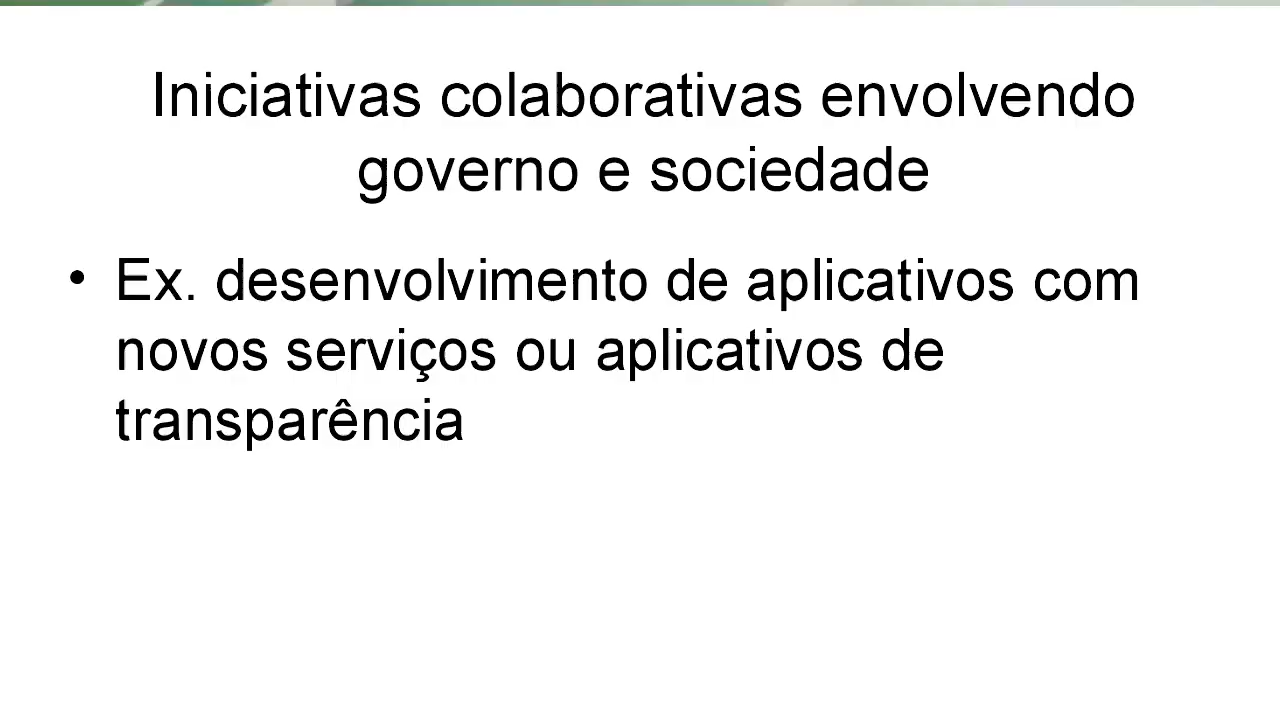 Iniciativas colaborativas envolvendo
governo e sociedade
• Ex. desenvolvimento de aplicativos com
novos serviços ou aplicativos de
transparência